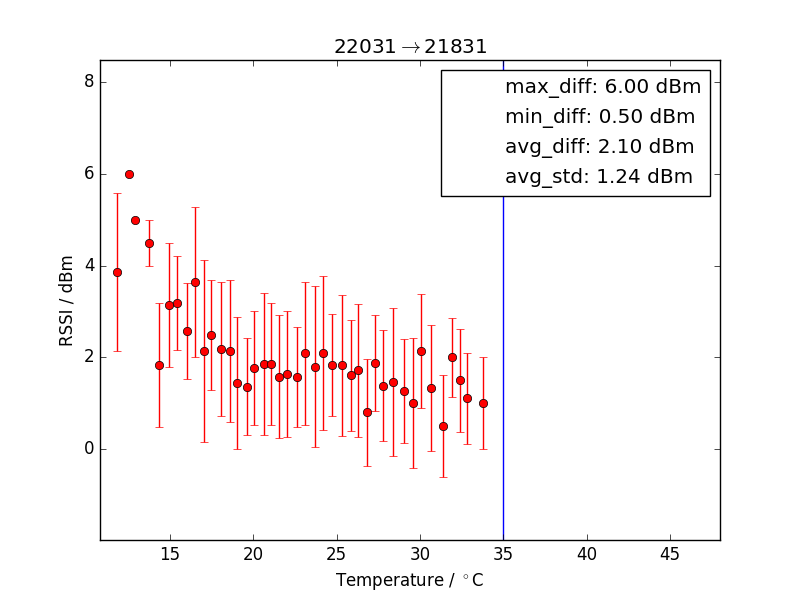 22031→21831
max_diff: 6.00 dBm
min_diff: 0.50 dBm
avg_diff: 2.10 dBm
avg_std: 1.24 dBm
8
6
4
2
0
RSSI / dBm
15 20 25 30 35 40 45
Temperature / °C